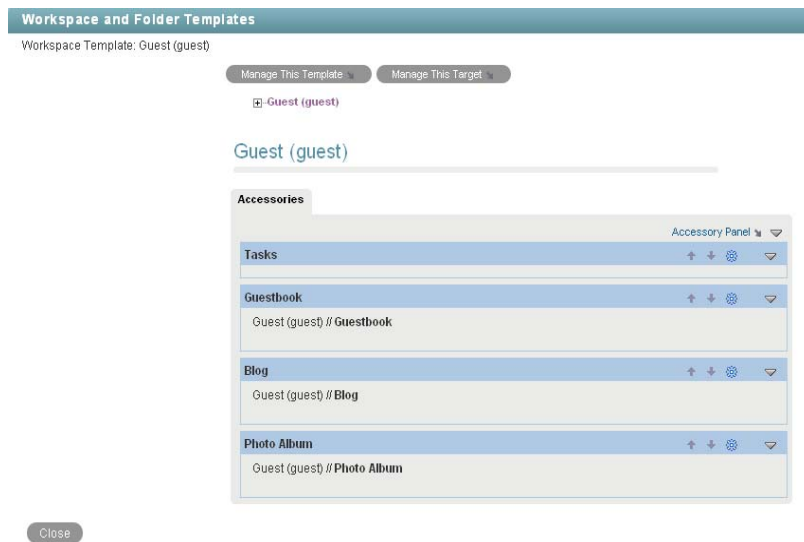 Workspace and Folder Templates
Workspace Template: Guest (guest)
Manage This Template Manage This Target
Guest (guest)
Guest (guest)
Accessories
Accessory Panel
Tasks
Guestbook
Guest (guest) // Guestbook
Blog
Guest (guest) // Blog
Photo Album
Guest (guest) // Photo Album
Close